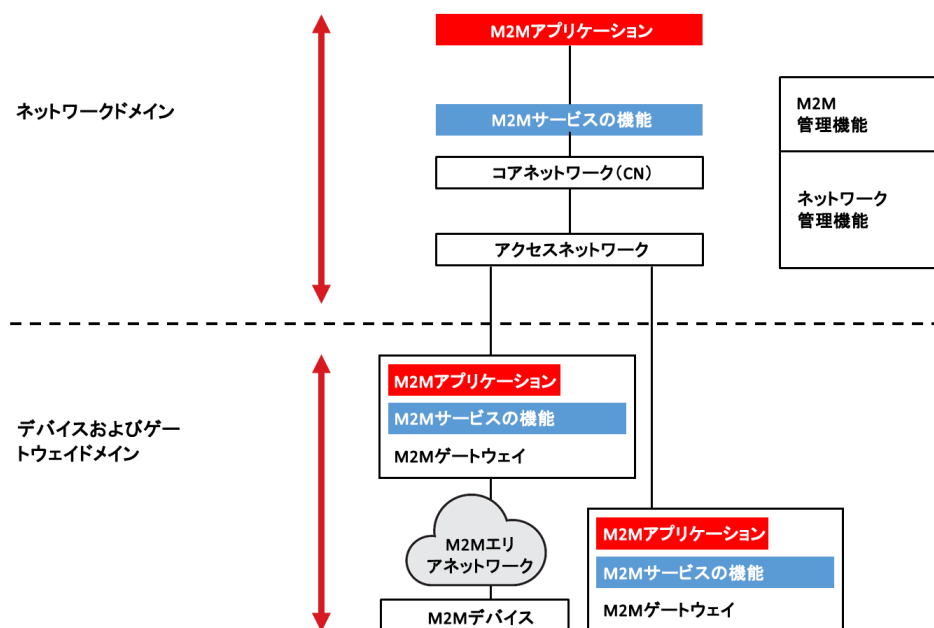 M2Mアプリケーション
ネットワークドメイン
M2Mサービスの機能
コアネットワーク(CN)
アクセスネットワーク
M2M
管理機能
ネットワーク
管理機能
デバイスおよびゲー
トウェイドメイン
M2Mアプリケーション
M2Mサービスの機能
M2Mゲートウェイ
M2Mエリ
アネットワーク
M2Mデバイス
M2Mアプリケーション
M2Mサービスの機能
M2Mゲートウェイ